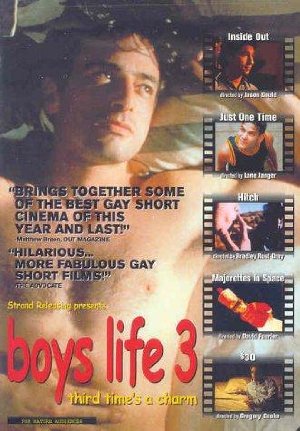 Inside Out
directed by Jason Gould
Just One Time
directed by Lane Janger
Hitch
directed by Bradley Rust Gray
Majorettes in Space
directed by David Fourier
$30
directed by Gregory Cooke
"BRINGS TOGETHER SOME
OF THE BEST GAY SHORT
CINEMA OF THIS
YEAR AND LAST!"
-Matthew Breen, OUT MAGAZINE
"HILARIOUS...
MORE FABULOUS GAY
SHORT FILMS!"
-THE ADVOCATE
Strand Releasing presents
boys life 3
third time's a charm
FOR MATURE AUDIENCES